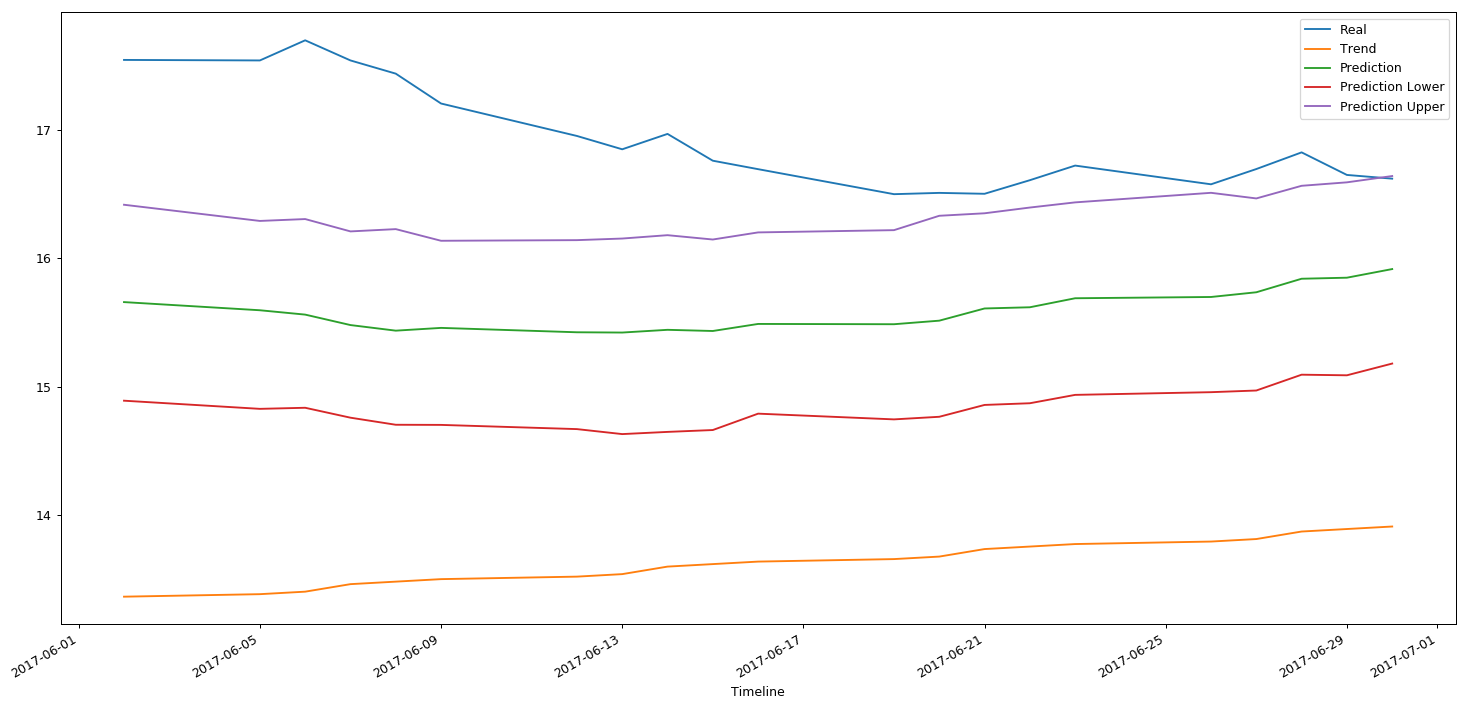 Real
Trend
Prediction
Prediction Lower
Prediction Upper
17
16
15
14
2017-06-01
2017-06-05
2017-06-09
2017-06-13
2017-06-17
2017-06-21
2017-06-25
2017-06-29
2017-07-01
Timeline